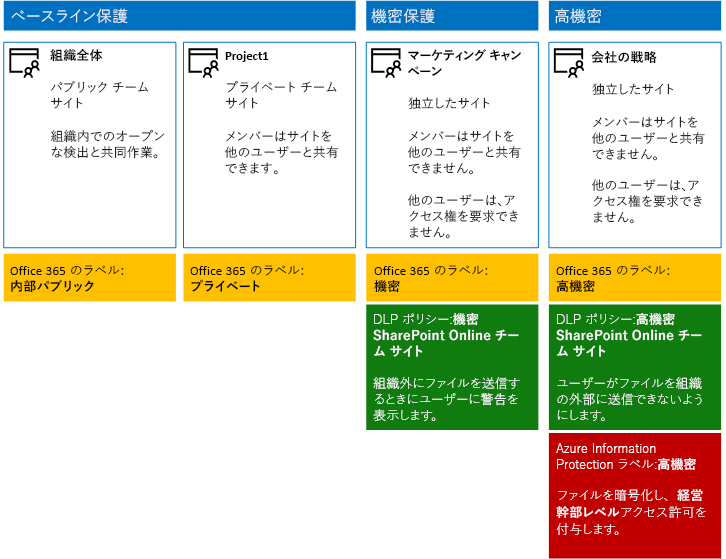 ベースライン保護
組織全体
パブリック チーム
サイト
組織内でのオープン
な検出と共同作業。
Project1
プライベート チーム
サイト
メンバーはサイトを
他のユーザーと共有
できます。
Office 365 のラベル:
内部パブリック
Office 365 のラベル:
プライベート
機密保護
マーケティング キャン
ペーン
独立したサイト
メンバーはサイトを
他のユーザーと共有
できません。
他のユーザーは、ア
クセス権を要求でき
ません。
Office 365 のラベル:
機密
DLP ポリシー:機密
SharePoint Online チー
ム サイト
組織外にファイルを送信す
るときにユーザーに警告を
表示します。
高機密
会社の戦略
独立したサイト
メンバーはサイトを
他のユーザーと共有
できません。
他のユーザーは、ア
クセス権を要求でき
ません。
Office 365 のラベル:
高機密
DLP ポリシー:高機密
SharePoint Online チー
ム サイト
ユーザーがファイルを組織
の外部に送信できないよう
にします。
Azure Information
Protection ラベル:高機密
ファイルを暗号化し、経営
幹部レベルアクセス許可を
付与します。